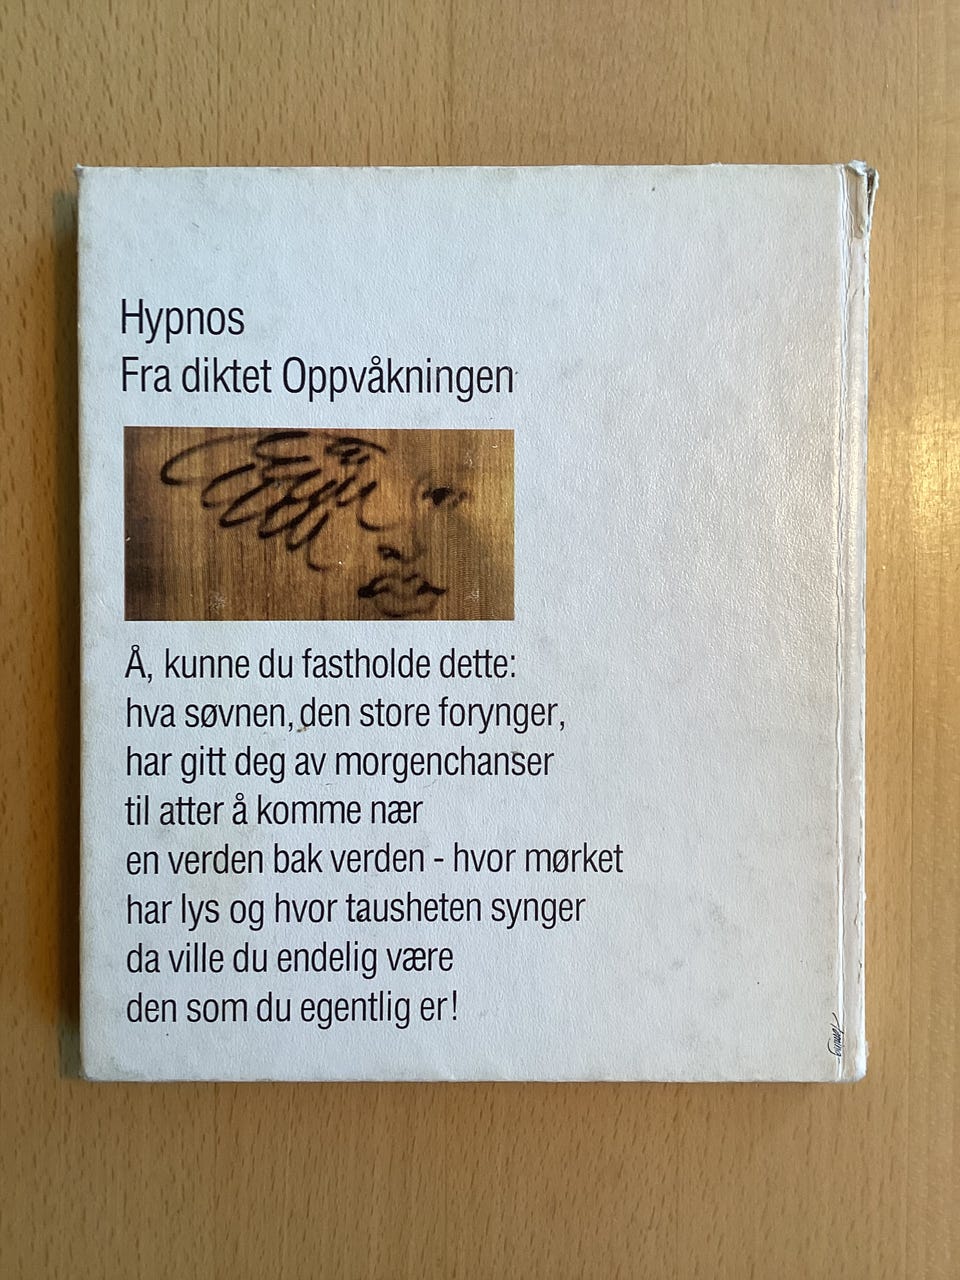 Hypnos
Fra diktet Oppvåkningen
Å, kunne du fastholde dette:
hva søvnen, den store forynger,
har gitt deg av morgenchanser
til atter å komme nær
en verden bak verden - hvor mørket
har lys og hvor tausheten synger
da ville du endelig være
den som du egentlig er!